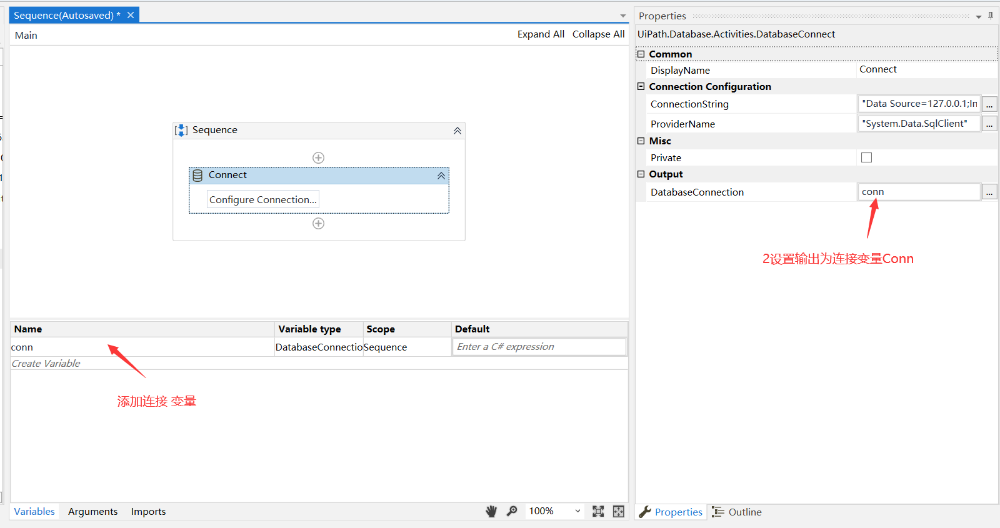 Sequence(Autosaved) *
Main
Expand All Collapse All
Sequence
Connect
Configure Connection...
Name Variable type Scope Default
conn DatabaseConnectio Sequence Enter a C# expression
Create Variable
添加连接 变量
Variables Arguments Imports
100%
Properties
UiPath.Database.Activities.DatabaseConnect
Common
DisplayName Connect
Connection Configuration
ConnectionString "Data Source=127.0.0.1;In ...
ProviderName "System.Data.SqlClient" ...
Misc
Private
Output
DatabaseConnection conn ...
2设置输出为连接变量Conn
Properties Outline